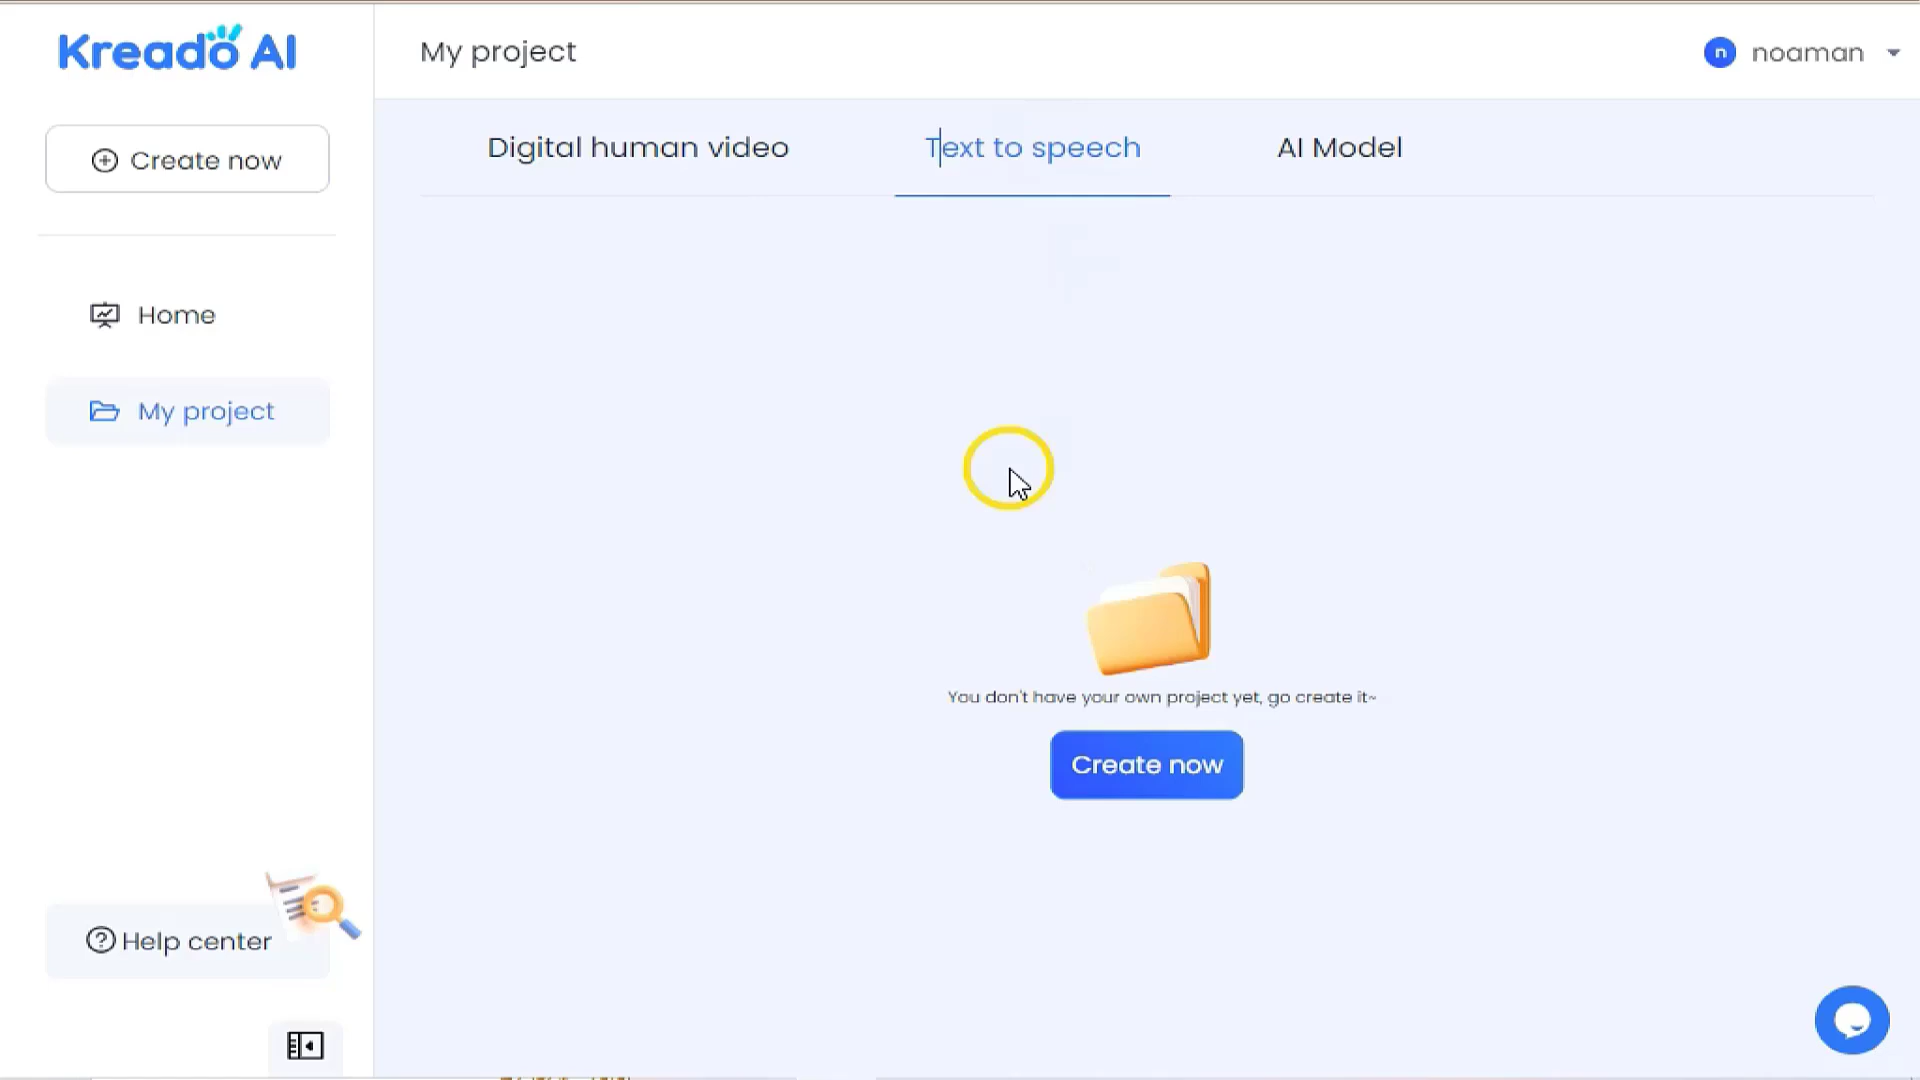 Kreado AI
My project
n noaman
Create now
Digital human video
Text to speech
AI Model
Home
My project
You don't have your own project yet, go create it~
Create now
Help center